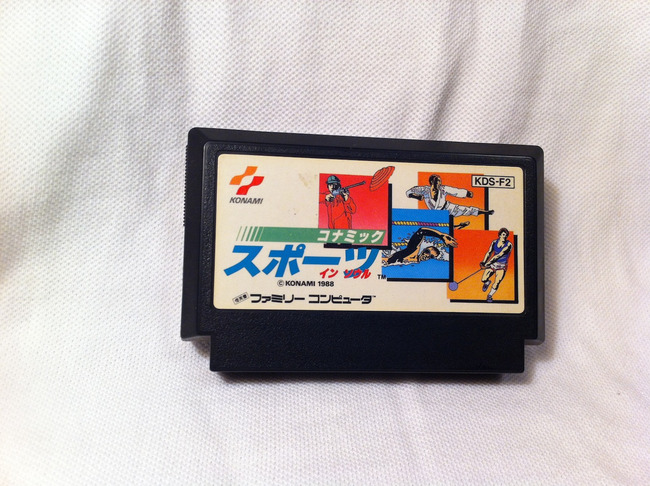 KDS-F2
KONAMI
コナミック
スポーツ
イン ソウル
TM
© KONAMI 1988
ファミリー コンピュータ